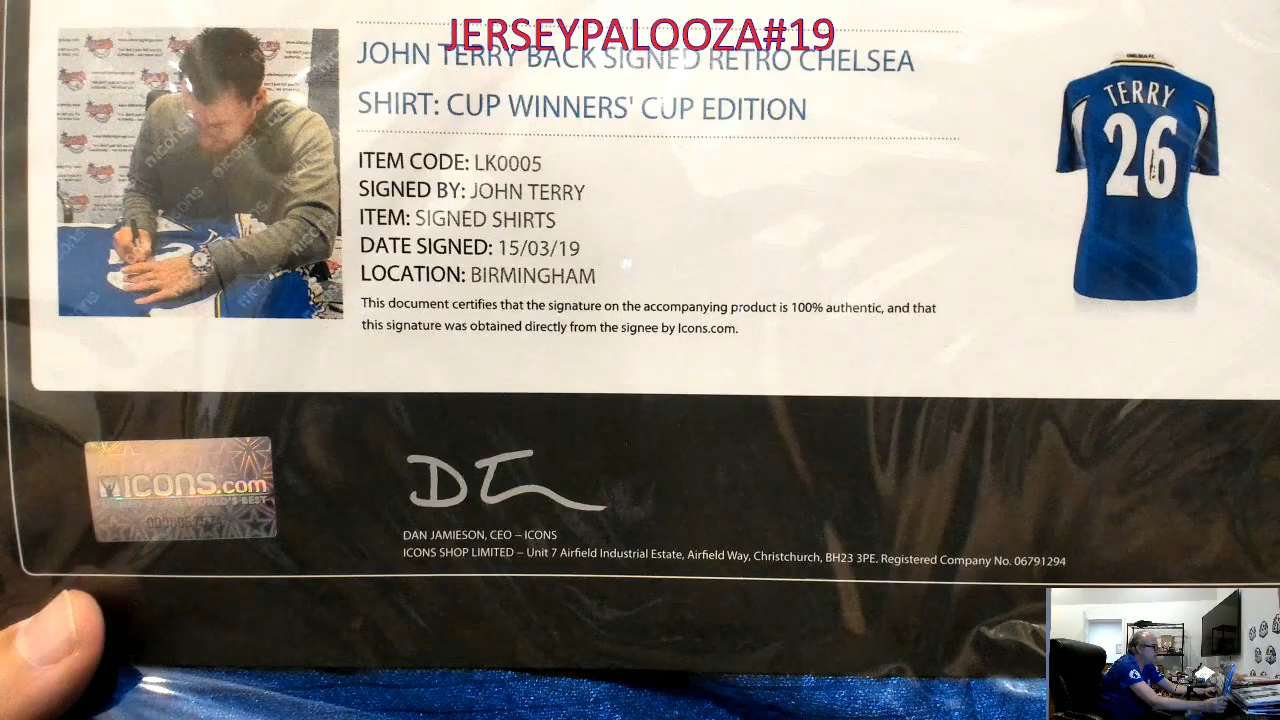 JERSEYPALOOZA#19
JOHN TERRY BACK SIGNED RETRO CHELSEA
SHIRT: CUP WINNERS' CUP EDITION
ITEM CODE: LK0005
SIGNED BY: JOHN TERRY
ITEM: SIGNED SHIRTS
DATE SIGNED: 15/03/19
LOCATION: BIRMINGHAM
This document certifies that the signature on the accompanying product is 100% authentic, and that
this signature was obtained directly from the signee by Icons.com.
TERRY
26
ICONS.com
DAN JAMIESON, CEO – ICONS
ICONS SHOP LIMITED – Unit 7 Airfield Industrial Estate, Airfield Way, Christchurch, BH23 3PE. Registered Company No. 06791294